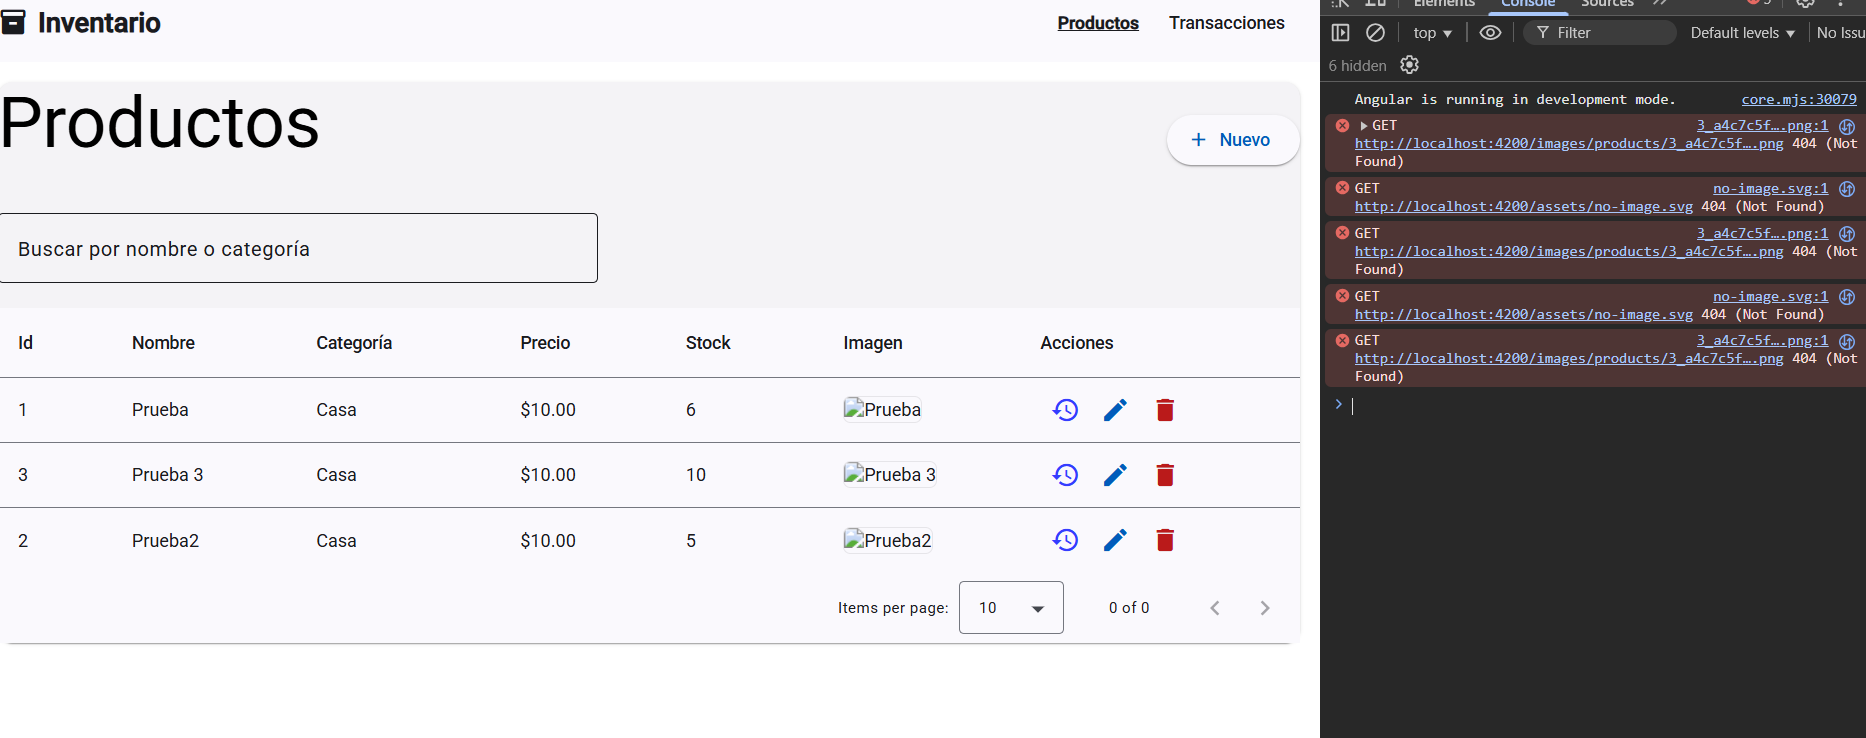 Inventario
Productos Transacciones
Productos
+ Nuevo
Buscar por nombre o categoría
Id Nombre Categoría Precio Stock Imagen Acciones
1 Prueba Casa $10.00 6 Prueba
3 Prueba 3 Casa $10.00 10 Prueba 3
2 Prueba2 Casa $10.00 5 Prueba2
Items per page: 10 0 of 0
Elements Console Sources
top Filter Default levels No Issu
6 hidden
Angular is running in development mode. core.mjs:30079
GET 3_a4c7c5f….png:1
http://localhost:4200/images/products/3_a4c7c5f….png 404 (Not
Found)
GET no-image.svg:1
http://localhost:4200/assets/no-image.svg 404 (Not Found)
GET 3_a4c7c5f….png:1
http://localhost:4200/images/products/3_a4c7c5f….png 404 (Not
Found)
GET no-image.svg:1
http://localhost:4200/assets/no-image.svg 404 (Not Found)
GET 3_a4c7c5f….png:1
http://localhost:4200/images/products/3_a4c7c5f….png 404 (Not
Found)